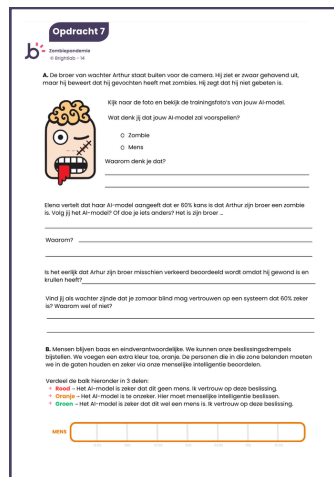 Opdracht 7
Zombiependemie
© Brightlab - 14
A. De broer van wachter Arthur staat buiten voor de camera. Hij ziet er zwaar gehavend uit,
maar hij beweert dat hij gevochten heeft met zombies. Hij zegt dat hij niet gebeten is.
Kijk naar de foto en bekijk de trainingsfoto's van jouw AI-model.
Wat denk jij dat jouw AI-model zal voorspellen?
Zombie
Mens
Waarom denk je dat?
Elena vertelt dat haar AI-model aangeeft dat er 60% kans is dat Arthur zijn broer een zombie
is. Volg jij het AI-model? Of doe je iets anders? Het is zijn broer ...
Waarom?
Is het eerlijk dat Arhur zijn broer misschien verkeerd beoordeeld wordt omdat hij gewond is en
krullen heeft?
Vind jij als wachter zijnde dat je zomaar blind mag vertrouwen op een systeem dat 60% zeker
is? Waarom wel of niet?
B. Mensen blijven baas en eindverantwoordelijke. We kunnen onze beslissingsdrempels
bijstellen. We voegen een extra kleur toe, oranje. De personen die in die zone belanden moeten
we in de gaten houden en zeker via onze menselijke intelligentie beoordelen.
Verdeel de balk hieronder in 3 delen:
Rood → Het AI-model is zeker dat dit geen mens. Ik vertrouw op deze beslissing.
Oranje → Het AI-model is te onzeker. Hier moet menselijke intelligentie beslissen.
Groen → Het AI-model is zeker dat dit wel een mens is. Ik vertrouw op deze beslissing.
MENS